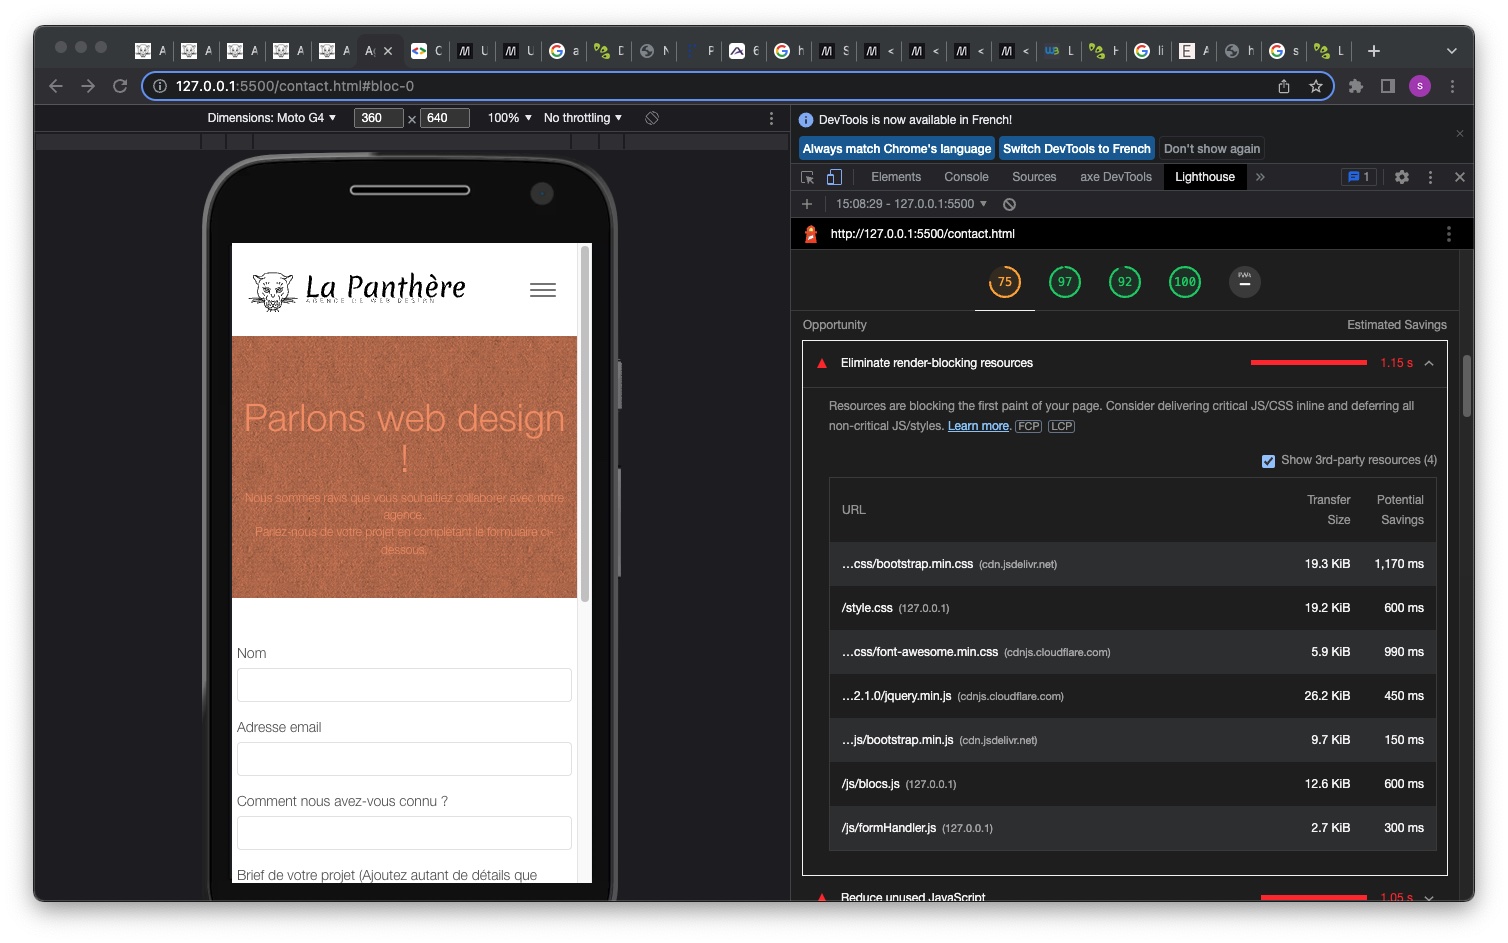 A A A A A A C U U a D N P 6 h S < < < < L H li A h s L
127.0.0.1:5500/contact.html#bloc-0
S
Dimensions: Moto G4 360 × 640 100% No throttling
La Panthère
AGENCE DE WEB DESIGN
Parlons web design
!
Nous sommes ravis que vous souhaitiez collaborer avec notre
agence.
Parlez-nous de votre projet en complétant le formulaire ci-
dessous.
Nom
Adresse email
Comment nous avez-vous connu ?
Brief de votre projet (Ajoutez autant de détails que
DevTools is now available in French!
Always match Chrome's language Switch DevTools to French Don't show again
Elements Console Sources axe DevTools Lighthouse » 1
15:08:29 - 127.0.0.1:5500
http://127.0.0.1:5500/contact.html
75 97 92 100 PWA
Opportunity Estimated Savings
Eliminate render-blocking resources 1.15 s
Resources are blocking the first paint of your page. Consider delivering critical JS/CSS inline and deferring all
non-critical JS/styles. Learn more. FCP LCP
Show 3rd-party resources (4)
URL Transfer Size Potential Savings
…css/bootstrap.min.css (cdn.jsdelivr.net) 19.3 KiB 1,170 ms
/style.css (127.0.0.1) 19.2 KiB 600 ms
…css/font-awesome.min.css (cdnjs.cloudflare.com) 5.9 KiB 990 ms
…2.1.0/jquery.min.js (cdnjs.cloudflare.com) 26.2 KiB 450 ms
…js/bootstrap.min.js (cdn.jsdelivr.net) 9.7 KiB 150 ms
/js/blocs.js (127.0.0.1) 12.6 KiB 600 ms
/js/formHandler.js (127.0.0.1) 2.7 KiB 300 ms
Reduce unused JavaScript 1.05 s